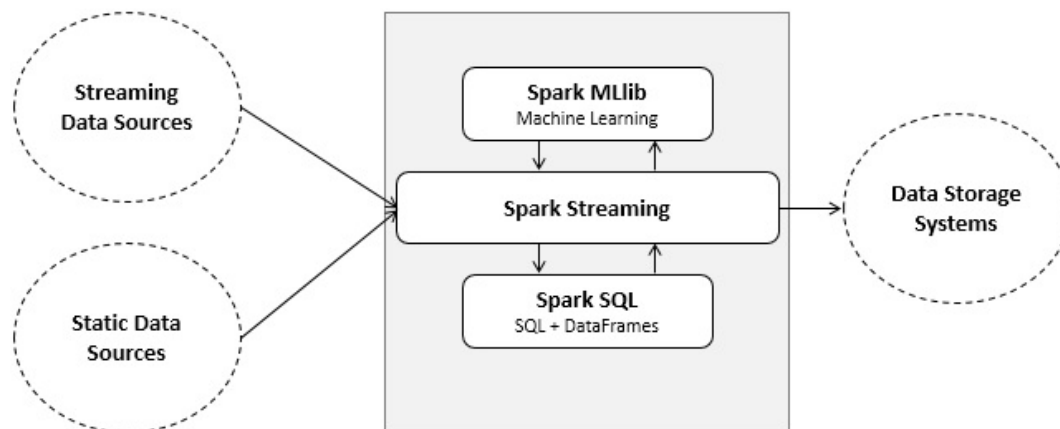 Streaming
Data Sources
Static Data
Sources
Spark MLlib
Machine Learning
Spark Streaming
Spark SQL
SQL + DataFrames
Data Storage
Systems